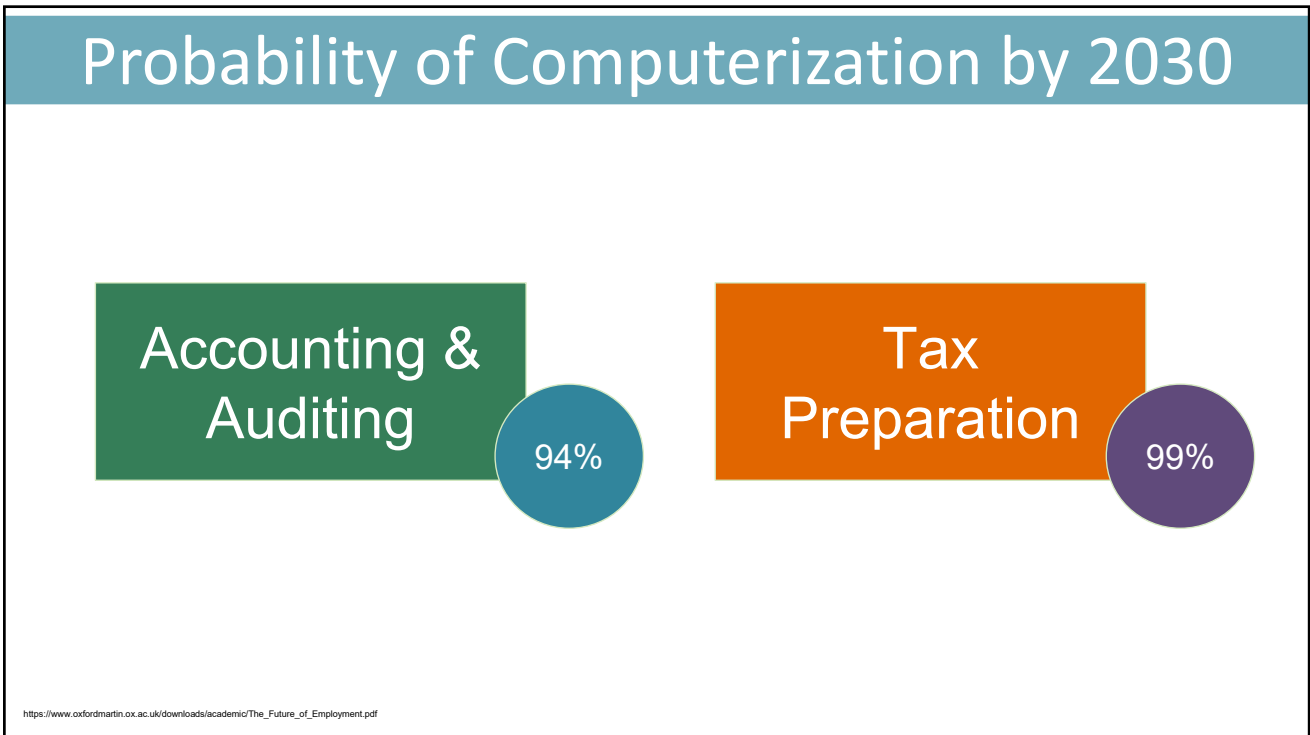 Probability of Computerization by 2030
Accounting &
Auditing
94%
Tax
Preparation
99%
https://www.oxfordmartin.ox.ac.uk/downloads/academic/The_Future_of_Employment.pdf